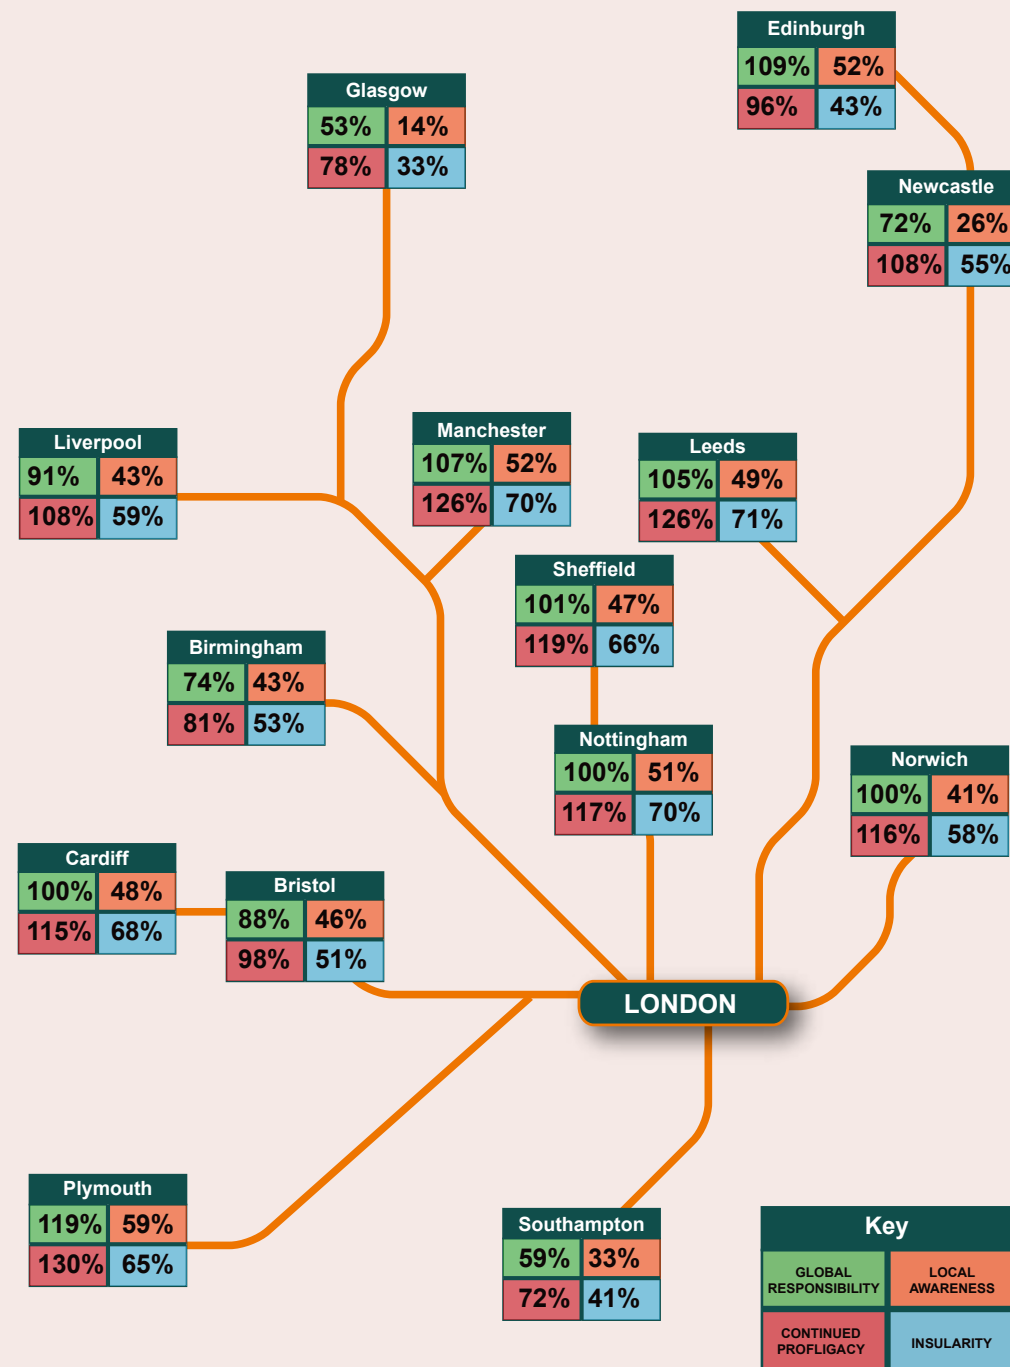 Edinburgh
109% 52%
96% 43%
Glasgow
53% 14%
78% 33%
Newcastle
72% 26%
108% 55%
Liverpool
91% 43%
108% 59%
Manchester
107% 52%
126% 70%
Leeds
105% 49%
126% 71%
Sheffield
101% 47%
119% 66%
Birmingham
74% 43%
81% 53%
Nottingham
100% 51%
117% 70%
Norwich
100% 41%
116% 58%
Cardiff
100% 48%
115% 68%
Bristol
88% 46%
98% 51%
LONDON
Plymouth
119% 59%
130% 65%
Southampton
59% 33%
72% 41%
Key
GLOBAL
RESPONSIBILITY
LOCAL
AWARENESS
CONTINUED
PROFLIGACY
INSULARITY